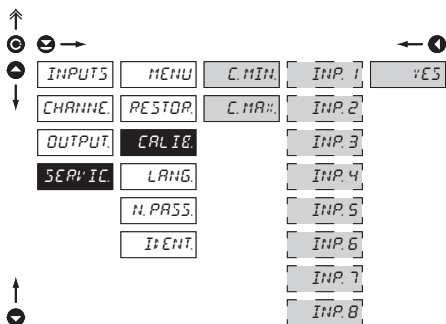 INPUTS MENU C.MIN. INP. 1 YES
CHANNE. RESTOR. C.MAX. INP. 2
OUTPUT. CALIB. INP. 3
SERVIC. LANG. INP. 4
N.PASS. INP. 5
IDENT. INP. 6
INP. 7
INP. 8